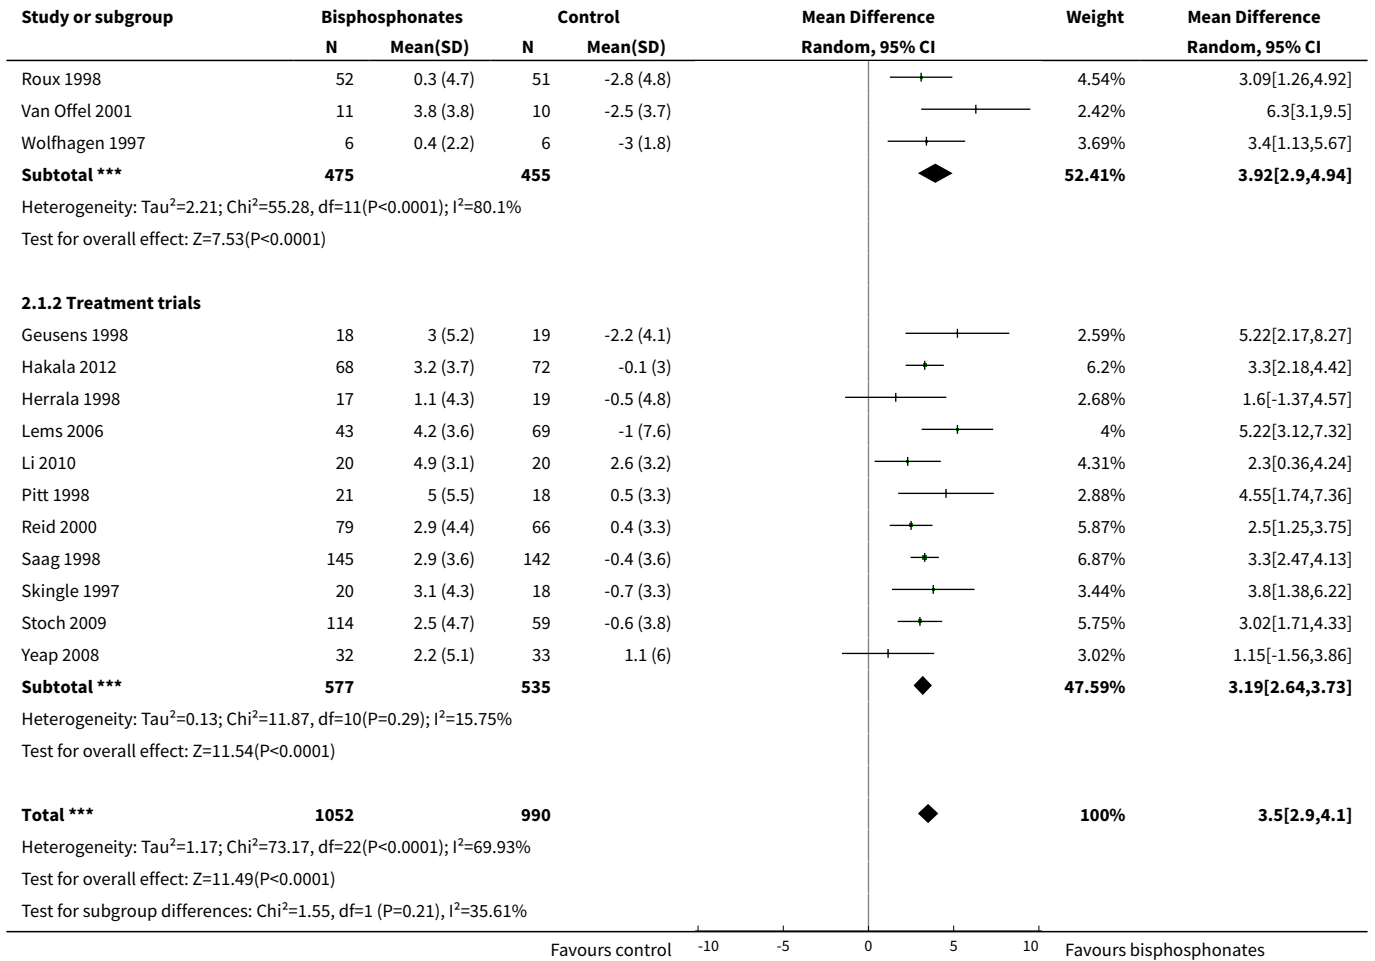 Study or subgroup Bisphosphonates Control Mean Difference Weight Mean Difference
N Mean(SD) N Mean(SD) Random, 95% CI Random, 95% CI
Roux 1998 52 0.3 (4.7) 51 -2.8 (4.8) 4.54% 3.09[1.26,4.92]
Van Offel 2001 11 3.8 (3.8) 10 -2.5 (3.7) 2.42% 6.3[3.1,9.5]
Wolfhagen 1997 6 0.4 (2.2) 6 -3 (1.8) 3.69% 3.4[1.13,5.67]
Subtotal *** 475 455 52.41% 3.92[2.9,4.94]
Heterogeneity: Tau²=2.21; Chi²=55.28, df=11(P<0.0001); I²=80.1%
Test for overall effect: Z=7.53(P<0.0001)
2.1.2 Treatment trials
Geusens 1998 18 3 (5.2) 19 -2.2 (4.1) 2.59% 5.22[2.17,8.27]
Hakala 2012 68 3.2 (3.7) 72 -0.1 (3) 6.2% 3.3[2.18,4.42]
Herrala 1998 17 1.1 (4.3) 19 -0.5 (4.8) 2.68% 1.6[-1.37,4.57]
Lems 2006 43 4.2 (3.6) 69 -1 (7.6) 4% 5.22[3.12,7.32]
Li 2010 20 4.9 (3.1) 20 2.6 (3.2) 4.31% 2.3[0.36,4.24]
Pitt 1998 21 5 (5.5) 18 0.5 (3.3) 2.88% 4.55[1.74,7.36]
Reid 2000 79 2.9 (4.4) 66 0.4 (3.3) 5.87% 2.5[1.25,3.75]
Saag 1998 145 2.9 (3.6) 142 -0.4 (3.6) 6.87% 3.3[2.47,4.13]
Skingle 1997 20 3.1 (4.3) 18 -0.7 (3.3) 3.44% 3.8[1.38,6.22]
Stoch 2009 114 2.5 (4.7) 59 -0.6 (3.8) 5.75% 3.02[1.71,4.33]
Yeap 2008 32 2.2 (5.1) 33 1.1 (6) 3.02% 1.15[-1.56,3.86]
Subtotal *** 577 535 47.59% 3.19[2.64,3.73]
Heterogeneity: Tau²=0.13; Chi²=11.87, df=10(P=0.29); I²=15.75%
Test for overall effect: Z=11.54(P<0.0001)
Total *** 1052 990 100% 3.5[2.9,4.1]
Heterogeneity: Tau²=1.17; Chi²=73.17, df=22(P<0.0001); I²=69.93%
Test for overall effect: Z=11.49(P<0.0001)
Test for subgroup differences: Chi²=1.55, df=1 (P=0.21), I²=35.61%
Favours control -10 -5 0 5 10 Favours bisphosphonates